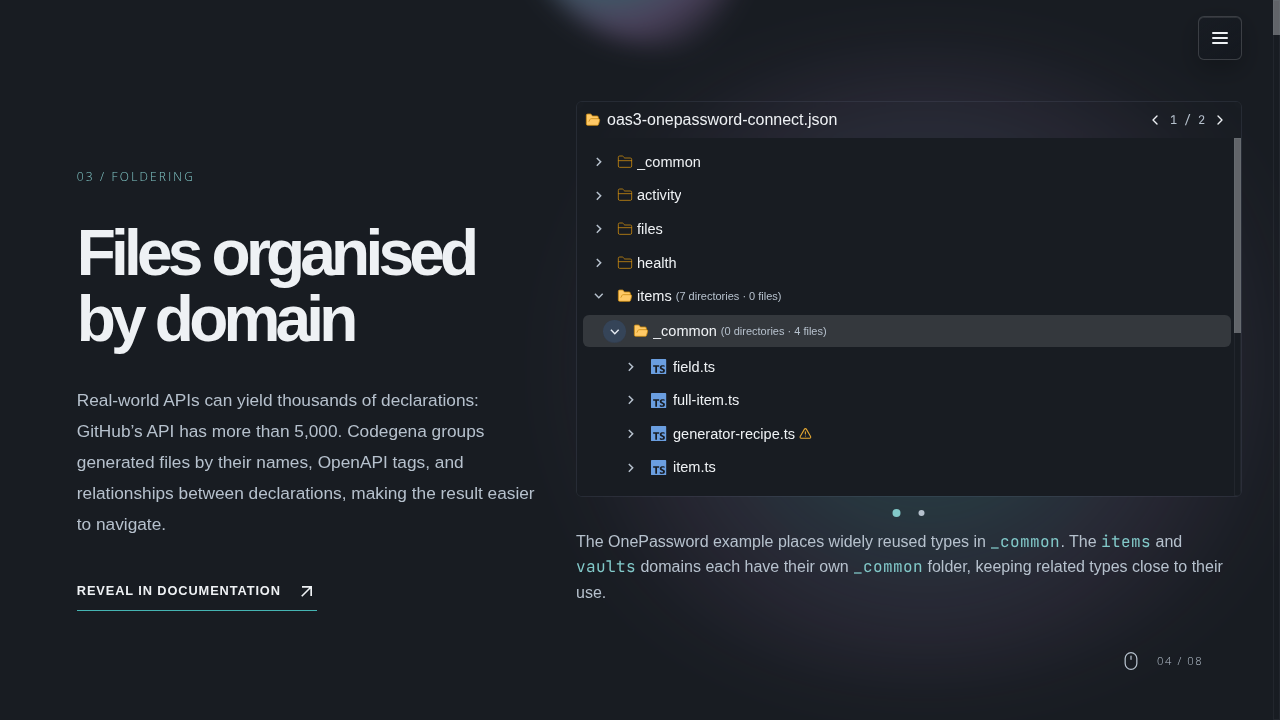 03 / FOLDERING
Files organised
by domain
Real-world APIs can yield thousands of declarations:
GitHub's API has more than 5,000. Codegena groups
generated files by their names, OpenAPI tags, and
relationships between declarations, making the result easier
to navigate.
REVEAL IN DOCUMENTATION
oas3-onepassword-connect.json
1 / 2
_common
activity
files
health
items (7 directories · 0 files)
_common (0 directories · 4 files)
TS field.ts
TS full-item.ts
TS generator-recipe.ts
TS item.ts
The OnePassword example places widely reused types in _common. The items and
vaults domains each have their own _common folder, keeping related types close to their
use.
04 / 08